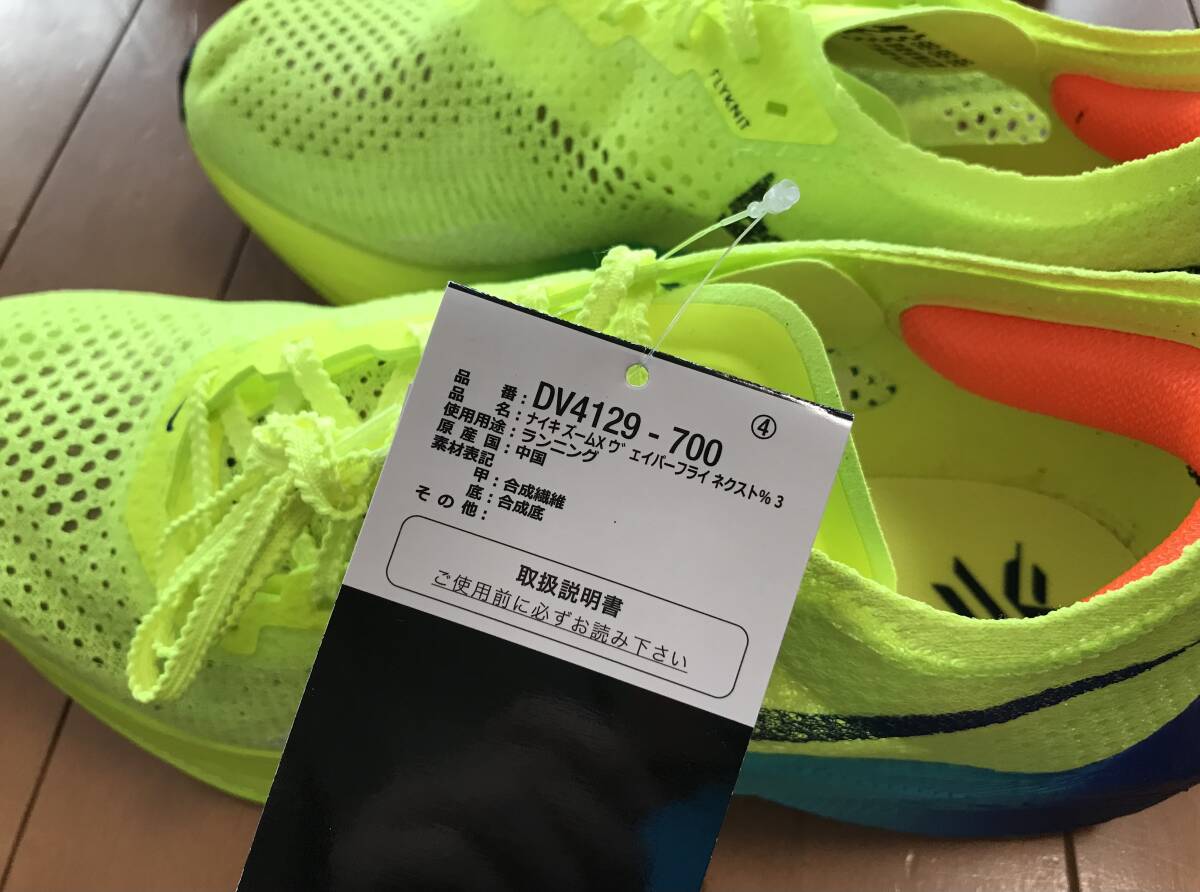 FLYKNIT
④
品 番：DV4129 - 700
品 名：ナイキ ズームX ヴェイパーフライ ネクスト% 3
使用用途：ランニング
原 産 国：中国
素材表記
甲：合成繊維
底：合成底
そ の 他：
取扱説明書
ご使用前に必ずお読み下さい